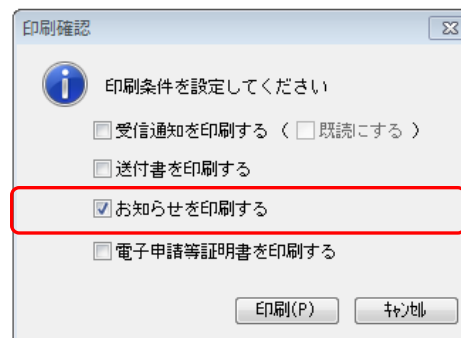 印刷確認
印刷条件を設定してください
受信通知を印刷する ( 既読にする )
送付書を印刷する
お知らせを印刷する
電子申請等証明書を印刷する
印刷(P) ｷｬﾝｾﾙ